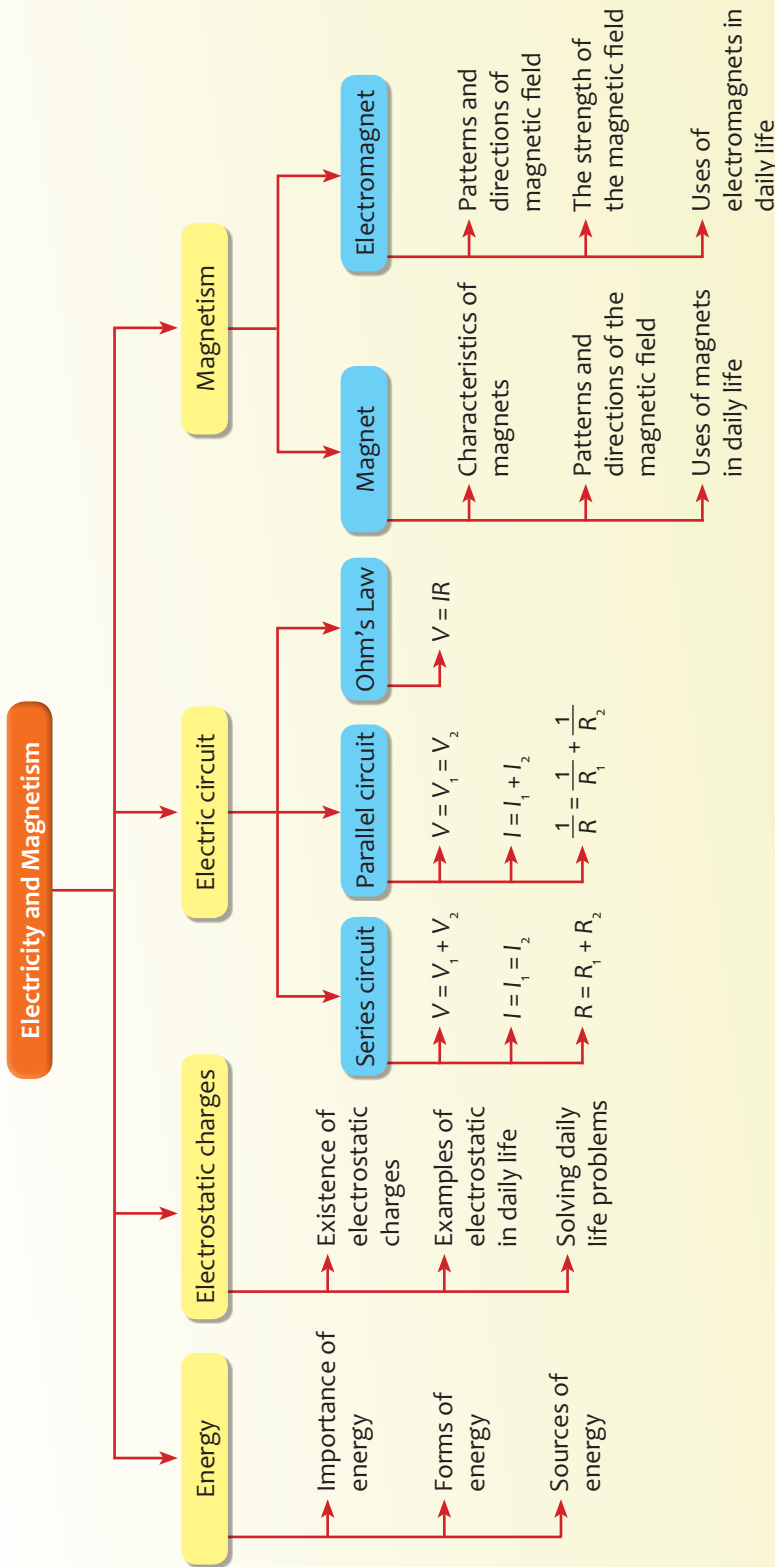 Electricity and Magnetism
Energy
Importance of
energy
Forms of
energy
Sources of
energy
Electrostatic charges
Existence of
electrostatic
charges
Examples of
electrostatic
in daily life
Solving daily
life problems
Electric circuit
Series circuit
V = V₁ + V₂
I = I₁ = I₂
R = R₁ + R₂
Parallel circuit
V = V₁ = V₂
I = I₁ + I₂
1/R = 1/R₁ + 1/R₂
Ohm's Law
V = IR
Magnetism
Magnet
Characteristics of
magnets
Patterns and
directions of the
magnetic field
Uses of magnets
in daily life
Electromagnet
Patterns and
directions of
magnetic field
The strength of
the magnetic field
Uses of
electromagnets in
daily life